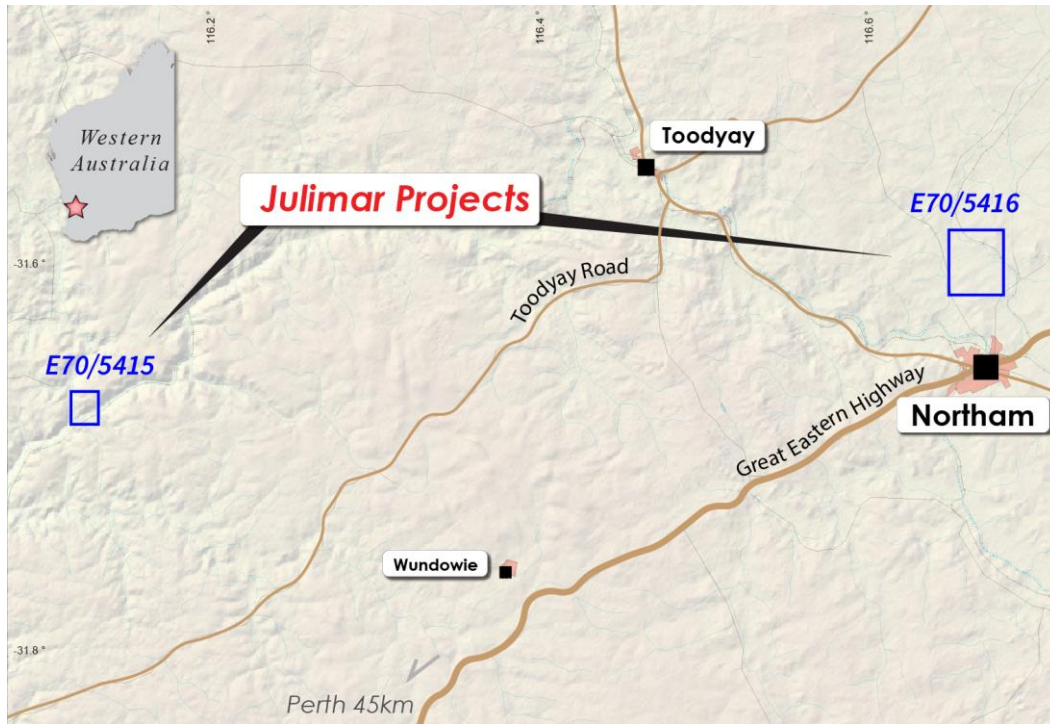 116.2
116.4
116.6
Western
Australia
Toodyay
Julimar Projects
E70/5416
-31.6 °
Toodyay Road
E70/5415
Great Eastern Highway
Northam
Wundowie
-31.8 °
Perth 45km